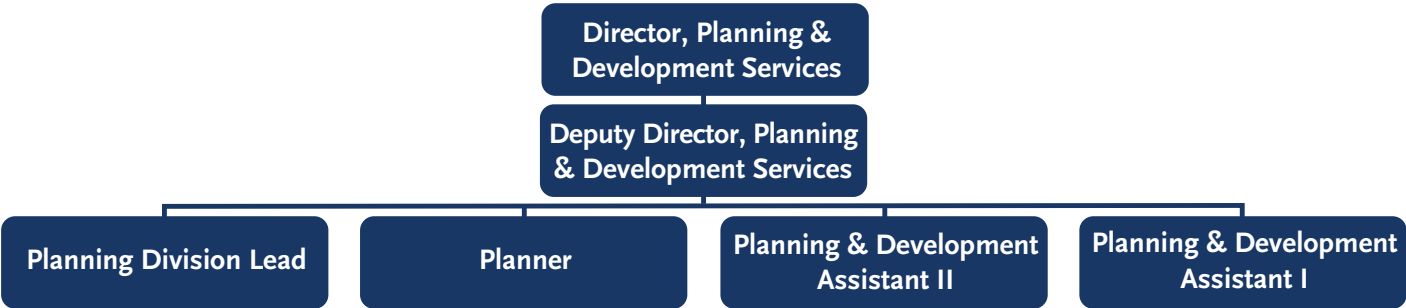 Director, Planning &
Development Services
Deputy Director, Planning
& Development Services
Planning Division Lead
Planner
Planning & Development
Assistant II
Planning & Development
Assistant I